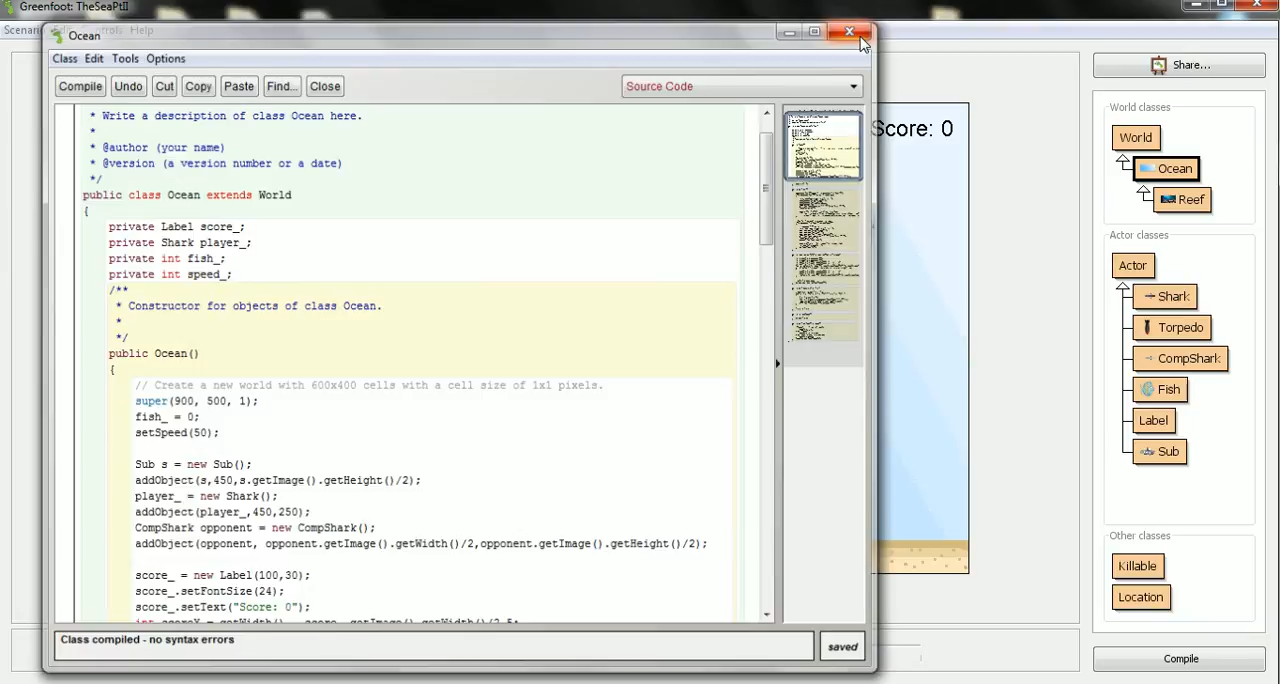 Greenfoot: TheSeaPtII
Scenario Edit Controls Help
Ocean
Class Edit Tools Options
Compile Undo Cut Copy Paste Find... Close Source Code
* Write a description of class Ocean here.
*
* @author (your name)
* @version (a version number or a date)
*/
public class Ocean extends World
{
private Label score_;
private Shark player_;
private int fish_;
private int speed_;
/**
* Constructor for objects of class Ocean.
*
*/
public Ocean()
{
// Create a new world with 600x400 cells with a cell size of 1x1 pixels.
super(900, 500, 1);
fish_ = 0;
setSpeed(50);
Sub s = new Sub();
addObject(s,450,s.getImage().getHeight()/2);
player_ = new Shark();
addObject(player_,450,250);
CompShark opponent = new CompShark();
addObject(opponent, opponent.getImage().getWidth()/2,opponent.getImage().getHeight()/2);
score_ = new Label(100,30);
score_.setFontSize(24);
score_.setText("Score: 0");
Class compiled - no syntax errors
saved
Score: 0
Share...
World classes
World
Ocean
Reef
Actor classes
Actor
Shark
Torpedo
CompShark
Fish
Label
Sub
Other classes
Killable
Location
Compile